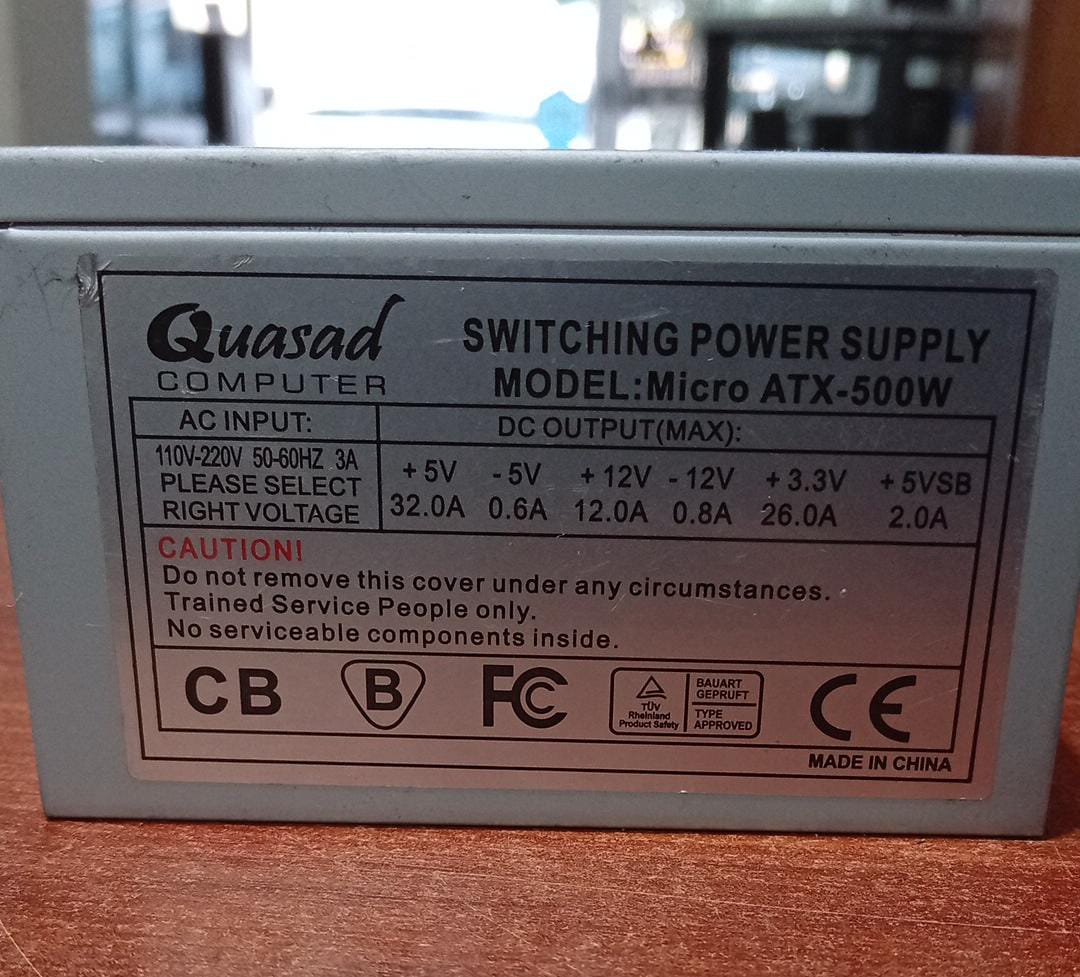 Quasad
COMPUTER
SWITCHING POWER SUPPLY
MODEL:Micro ATX-500W
AC INPUT:
110V-220V 50-60HZ 3A
PLEASE SELECT
RIGHT VOLTAGE
DC OUTPUT(MAX):
+5V -5V +12V -12V +3.3V +5VSB
32.0A 0.6A 12.0A 0.8A 26.0A 2.0A
CAUTION!
Do not remove this cover under any circumstances.
Trained Service People only.
No serviceable components inside.
CB
B
FC
TÜV
Rheinland
Product Safety
BAUART
GEPRUFT
TYPE
APPROVED
CE
MADE IN CHINA